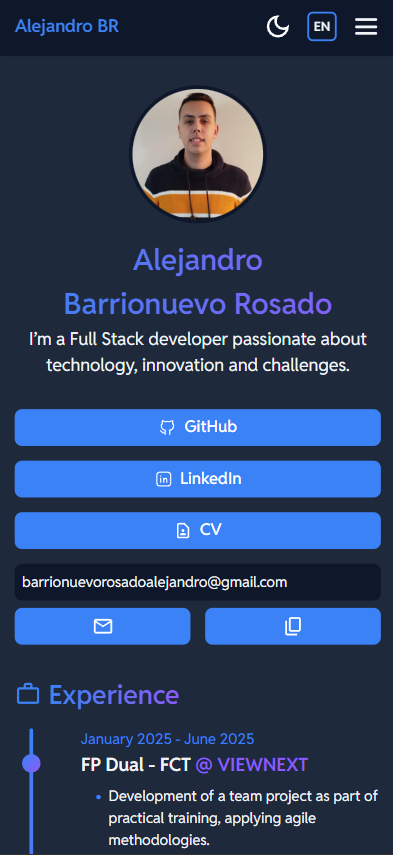 Alejandro BR
EN
Alejandro
Barrionuevo Rosado
I'm a Full Stack developer passionate about
technology, innovation and challenges.
GitHub
LinkedIn
CV
barrionuevorosadoalejandro@gmail.com
Experience
January 2025 - June 2025
FP Dual - FCT @ VIEWNEXT
• Development of a team project as part of
practical training, applying agile
methodologies.